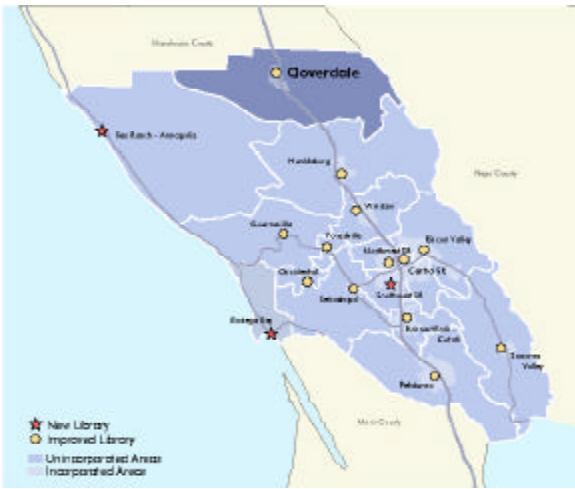 Mendocino County
Cloverdale
Sea Ranch - Annapolis
Napa County
Healdsburg
Windsor
Guerneville
Forestville
Northwest SR
Rincon Valley
Central SR
Occidental
Sebastopol
Southwest SR
Bodega Bay
Rohnert Park -
Cotati
Sonoma
Valley
Petaluma
Marin County
New Library
Improved Library
Unincorporated Areas
Incorporated Areas